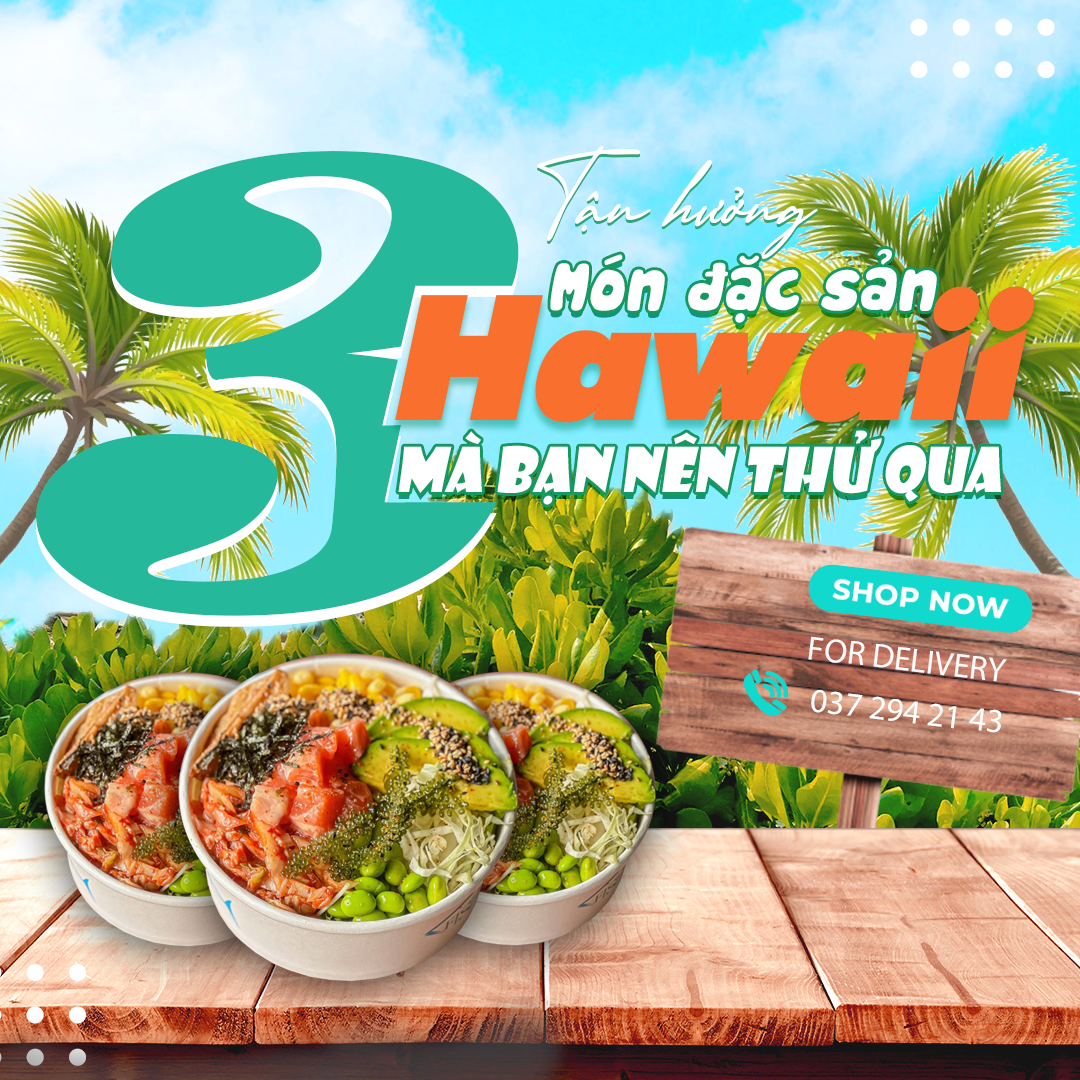 3
Tận hưởng
Món đặc sản
Hawaii
MÀ BẠN NÊN THỬ QUA
SHOP NOW
FOR DELIVERY
037 294 21 43